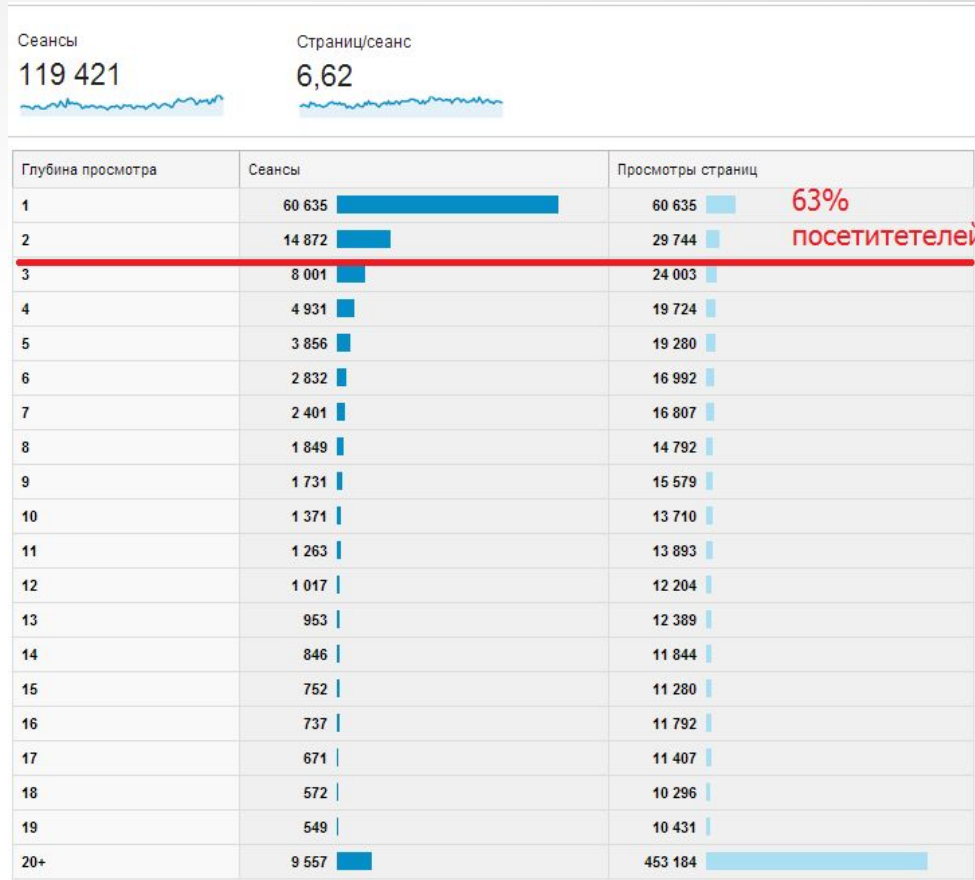 Сеансы Страниц/сеанс
119 421 6,62
Глубина просмотра Сеансы Просмотры страниц
1 60 635 60 635 63%
2 14 872 29 744 посетитетелей
3 8 001 24 003
4 4 931 19 724
5 3 856 19 280
6 2 832 16 992
7 2 401 16 807
8 1 849 14 792
9 1 731 15 579
10 1 371 13 710
11 1 263 13 893
12 1 017 12 204
13 953 12 389
14 846 11 844
15 752 11 280
16 737 11 792
17 671 11 407
18 572 10 296
19 549 10 431
20+ 9 557 453 184